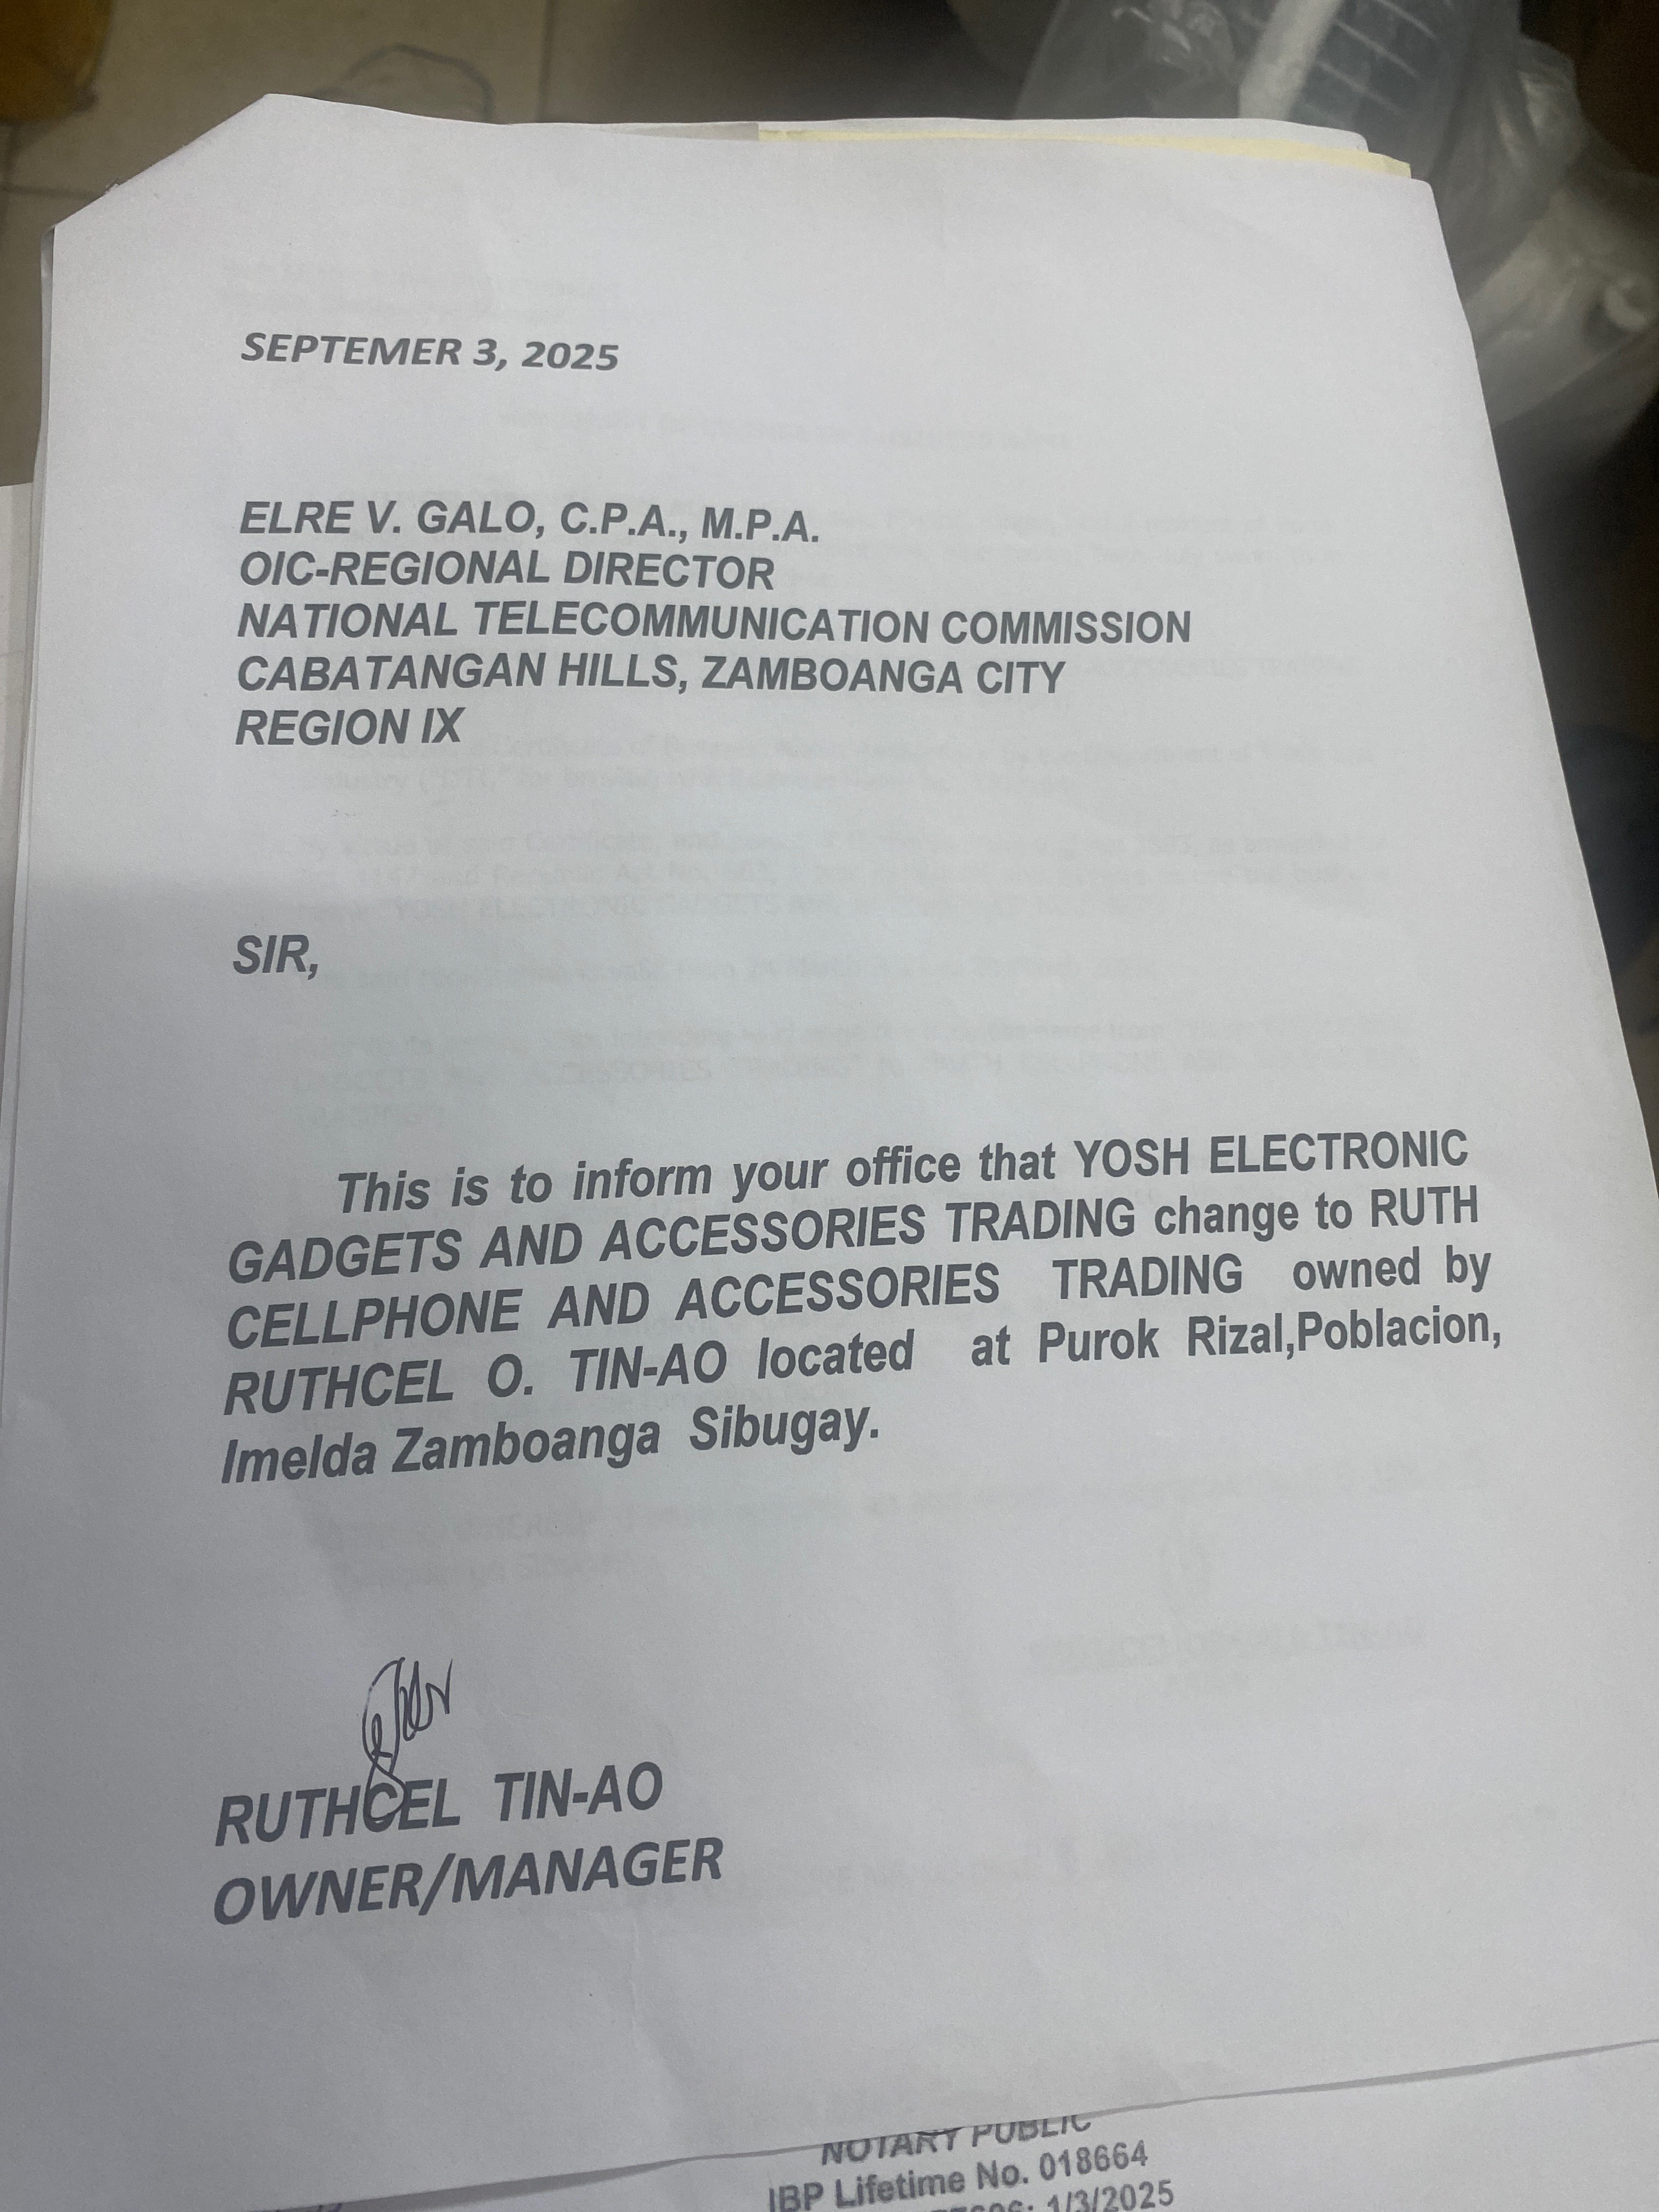 SEPTEMER 3, 2025
ELRE V. GALO, C.P.A., M.P.A.
OIC-REGIONAL DIRECTOR
NATIONAL TELECOMMUNICATION COMMISSION
CABATANGAN HILLS, ZAMBOANGA CITY
REGION IX
SIR,
This is to inform your office that YOSH ELECTRONIC
GADGETS AND ACCESSORIES TRADING change to RUTH
CELLPHONE AND ACCESSORIES TRADING owned by
RUTHCEL O. TIN-AO located at Purok Rizal,Poblacion,
Imelda Zamboanga Sibugay.
RUTHCEL TIN-AO
OWNER/MANAGER
NOTARY PUBLIC
IBP Lifetime No. 018664
1/3/2025